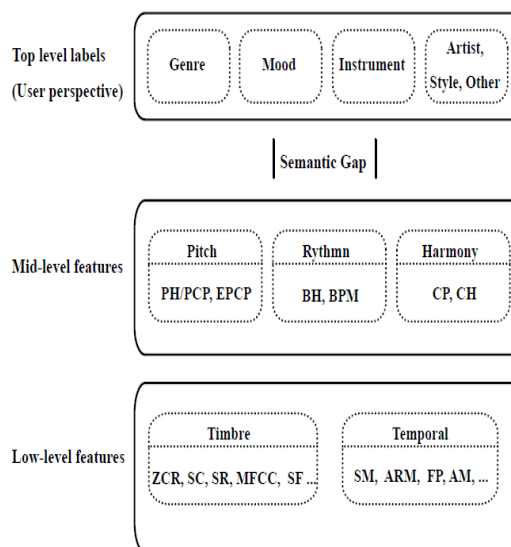 Top level labels
(User perspective)
Genre
Mood
Instrument
Artist,
Style, Other
Semantic Gap
Mid-level features
Pitch
PH/PCP, EPCP
Rythmn
BH, BPM
Harmony
CP, CH
Low-level features
Timbre
ZCR, SC, SR, MFCC, SF ...
Temporal
SM, ARM, FP, AM, ...